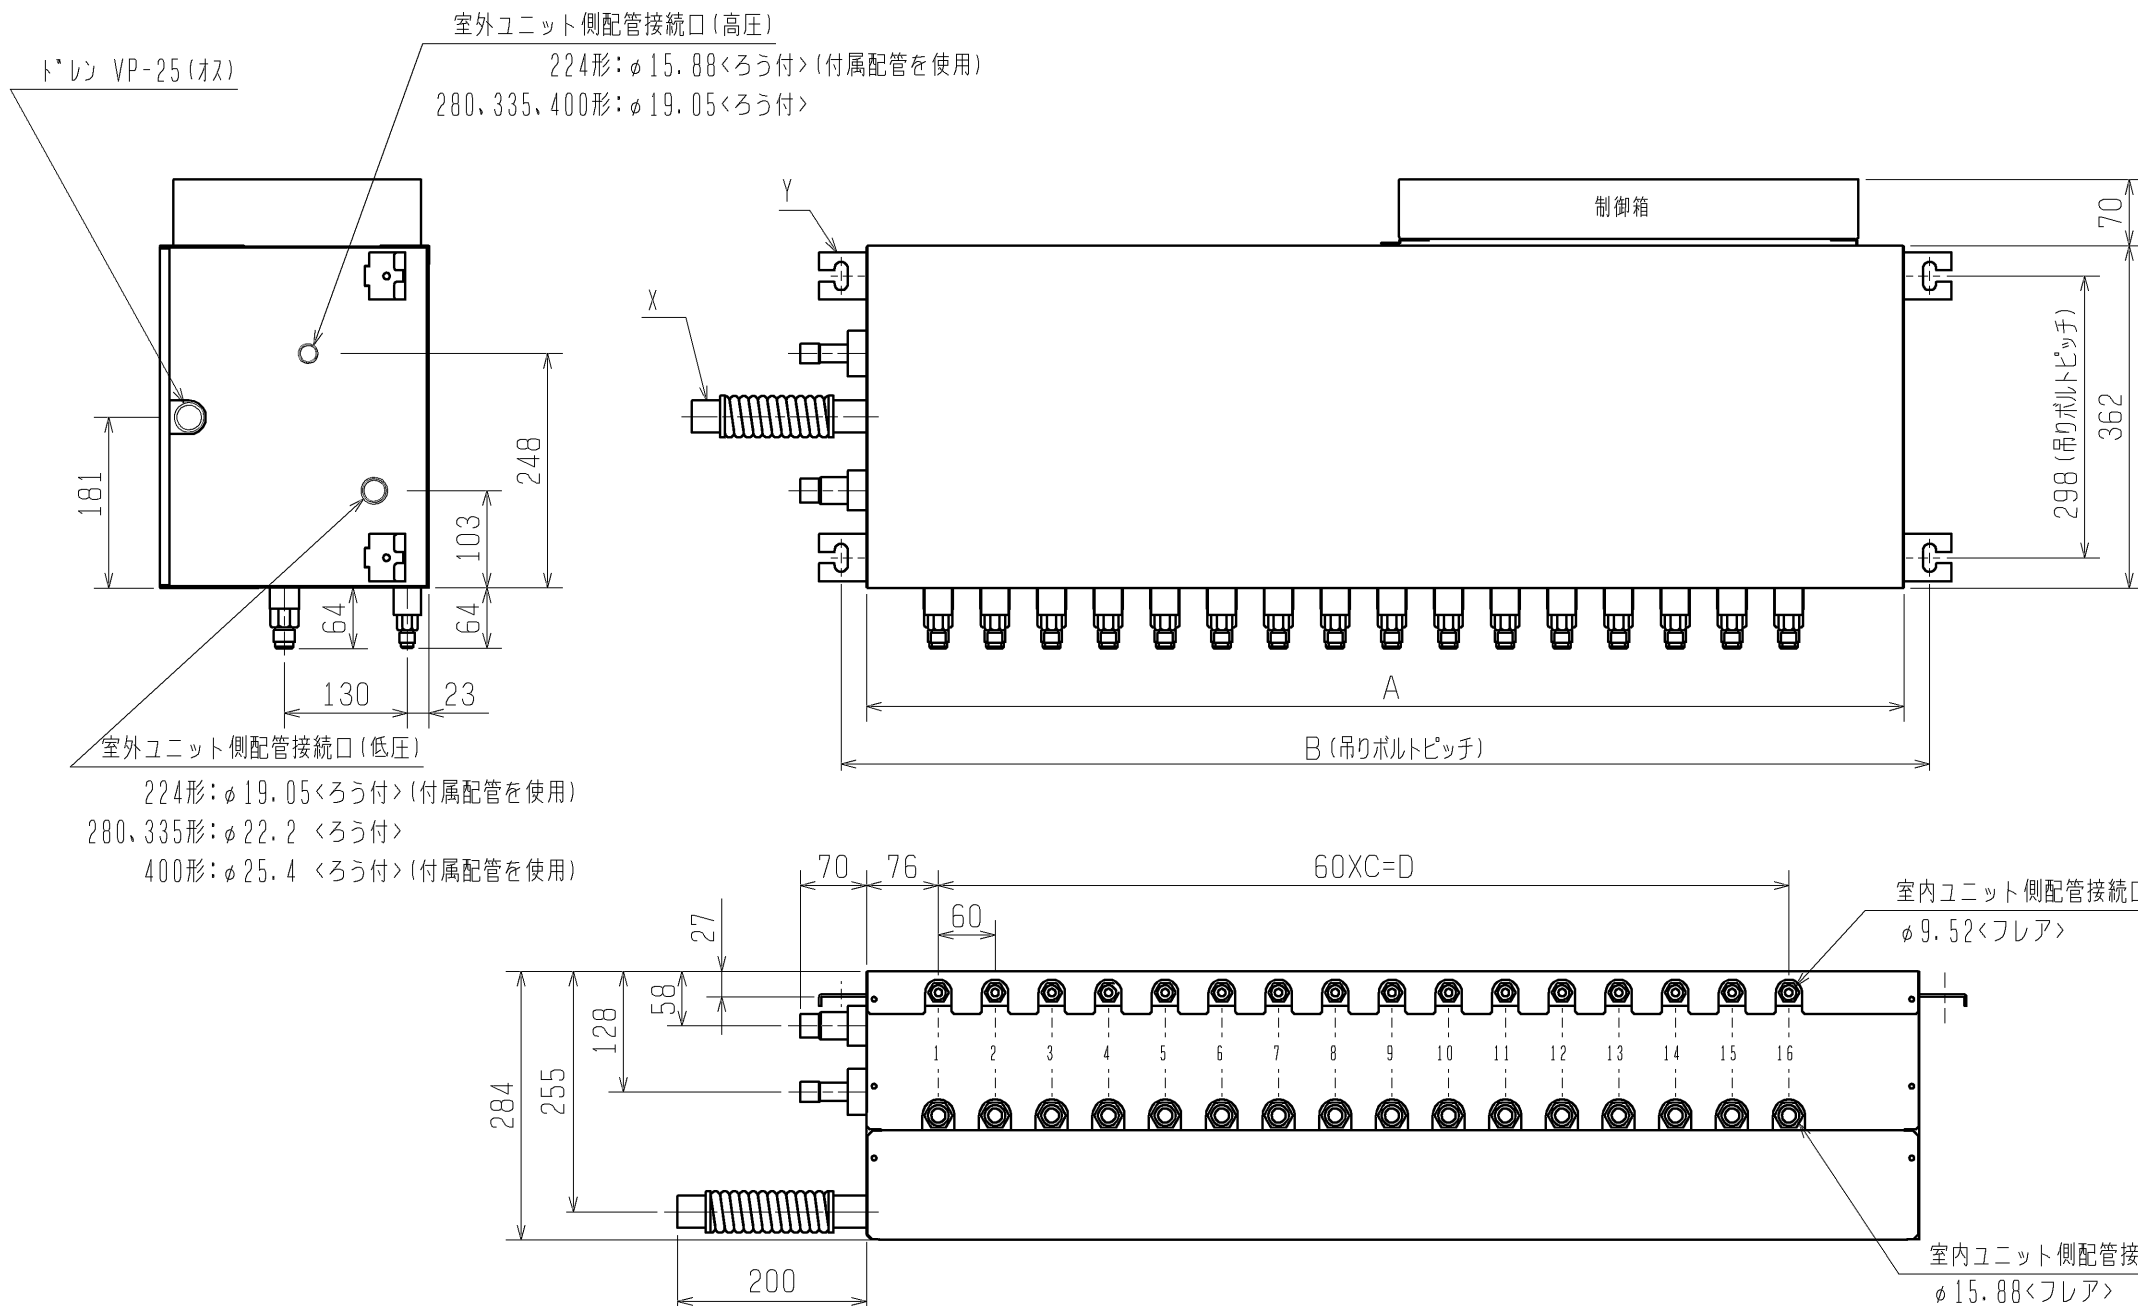 室外ユニット側配管接続口(高圧)
224形:φ15.88<ろう付>(付属配管を使用)
280、335、400形:φ19.05<ろう付>
ドレン VP-25(オス)
Y
X
制御箱
70
362
298(吊りボルトピッチ)
181
248
103
64
64
130
23
A
B(吊りボルトピッチ)
室外ユニット側配管接続口(低圧)
224形:φ19.05<ろう付>(付属配管を使用)
280、335形:φ22.2 <ろう付>
400形:φ25.4 <ろう付>(付属配管を使用)
70
76
60XC=D
60
27
58
128
255
284
200
室内ユニット側配管接続口
φ9.52<フレア>
1 2 3 4 5 6 7 8 9 10 11 12 13 14 15 16
室内ユニット側配管接
φ15.88<フレア>